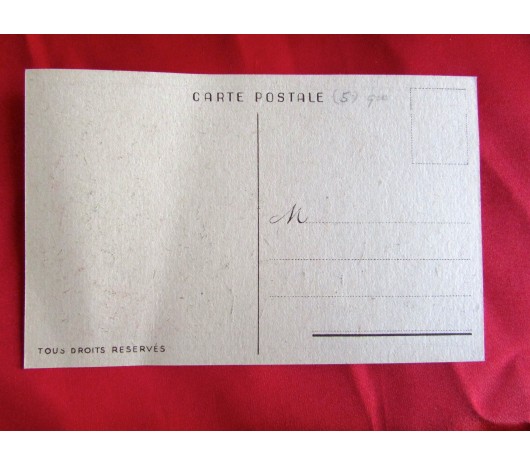 CARTE POSTALE
M
TOUS DROITS RESERVÉS